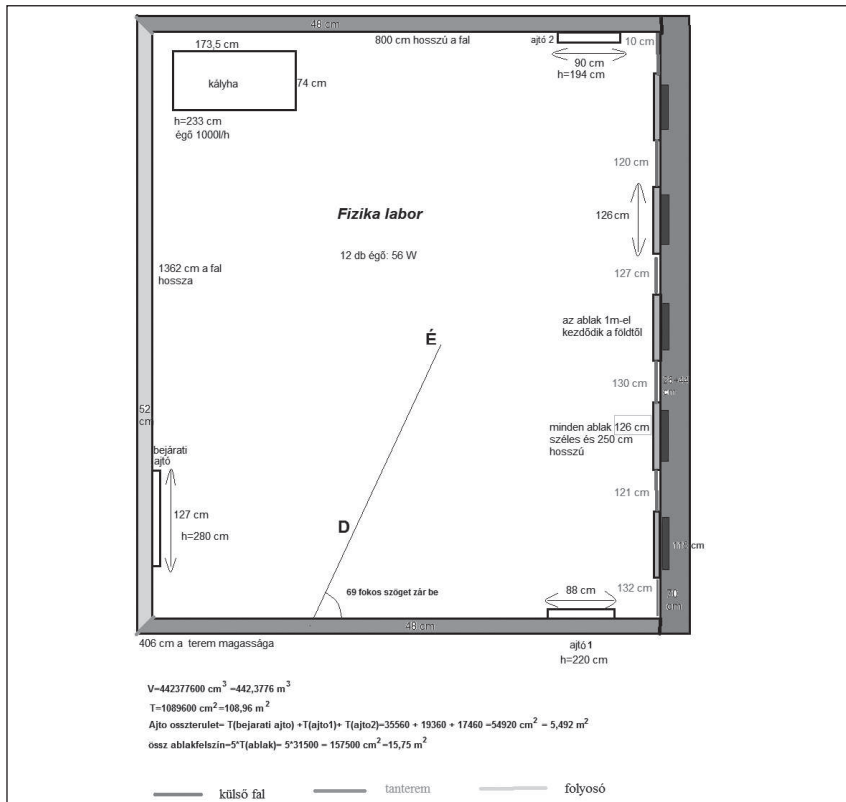 48 cm
173,5 cm
800 cm hosszú a fal
ajtó 2
10 cm
kályha
74 cm
90 cm
h=194 cm
h=233 cm
égő 1000l/h
120 cm
Fizika labor
126 cm
12 db égő: 56 W
1362 cm a fal
hossza
127 cm
az ablak 1m-el
kezdődik a földtől
É
130 cm
52
cm
minden ablak 126 cm
széles és 250 cm
hosszú
bejárati
ajtó
121 cm
127 cm
D
h=280 cm
69 fokos szöget zár be
88 cm
132 cm
cm
48 cm
406 cm a terem magassága
ajtó 1
h=220 cm
V=442377600 cm³ =442,3776 m³
T=1089600 cm² =108,96 m²
Ajto osszterulet= T(bejarati ajto) +T(ajto1)+ T(ajto2)=35560 + 19360 + 17460 =54920 cm² = 5,492 m²
össz ablakfelszín=5*T(ablak)= 5*31500 = 157500 cm² =15,75 m²
külső fal
tanterem
folyosó